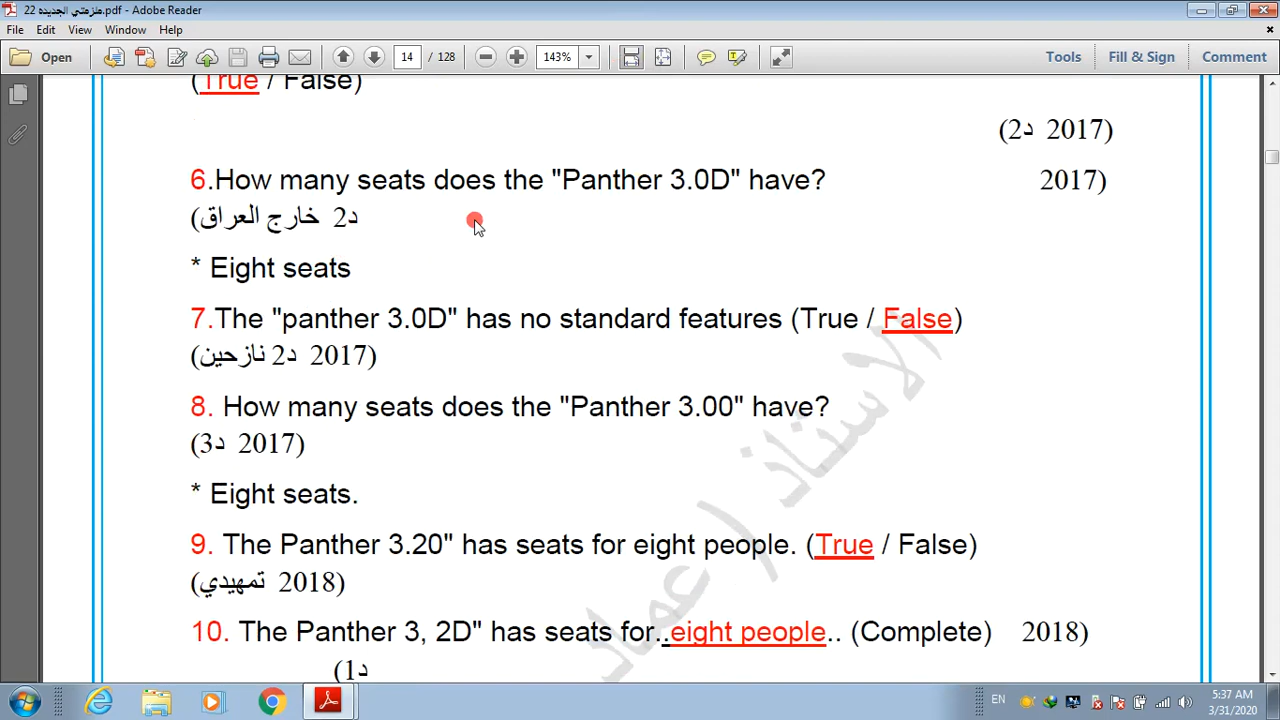 طزمتي الجديده 22.pdf - Adobe Reader
File Edit View Window Help
Open 14 / 128 143% Tools Fill & Sign Comment
(True / False)
(2017 د2)
6.How many seats does the "Panther 3.0D" have? 2017)
د2 خارج العراق)
* Eight seats
7.The "panther 3.0D" has no standard features (True / False)
(2017 د2 نازحين)
8. How many seats does the "Panther 3.00" have?
(2017 د3)
* Eight seats.
9. The Panther 3.20" has seats for eight people. (True / False)
(2018 تمهيدي)
10. The Panther 3, 2D" has seats for..eight people.. (Complete) 2018)
د1)
الاستاذ / عماد
EN 5:37 AM
3/31/2020